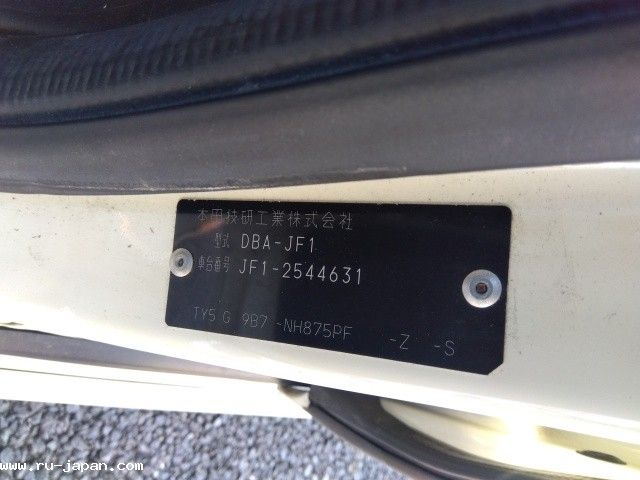 本田技研工業株式会社
型式 DBA-JF1
車台番号 JF1-2544631
TY5 G 9B7 -NH875PF -Z -S
www.ru-japan.com